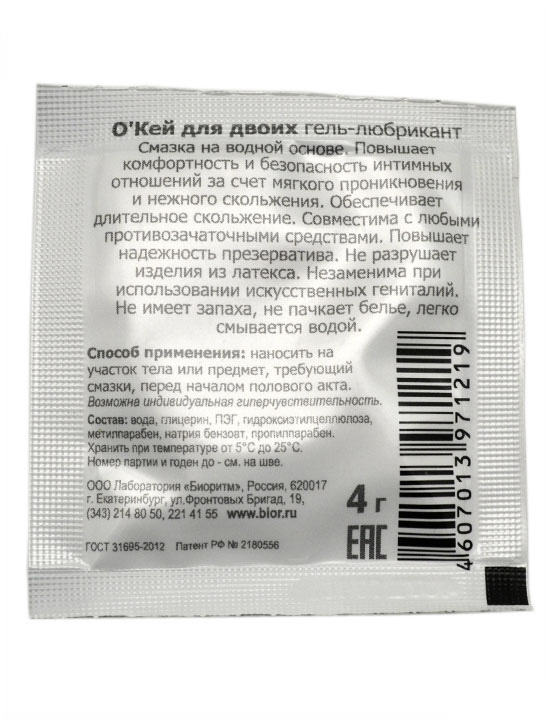 О'Кей для двоих гель-любрикант
Смазка на водной основе. Повышает
комфортность и безопасность интимных
отношений за счет мягкого проникновения
и нежного скольжения. Обеспечивает
длительное скольжение. Совместима с любыми
противозачаточными средствами. Повышает
надежность презерватива. Не разрушает
изделия из латекса. Незаменима при
использовании искусственных гениталий.
Не имеет запаха, не пачкает белье, легко
смывается водой.
Способ применения: наносить на
участок тела или предмет, требующий
смазки, перед началом полового акта.
Возможна индивидуальная гиперчувствительность.
Состав: вода, глицерин, ПЭГ, гидроксиэтилцеллюлоза,
метилпарабен, натрия бензоат, пропилпарабен.
Хранить при температуре от 5°С до 25°С.
Номер партии и годен до - см. на шве.
ООО Лаборатория «Биоритм», Россия, 620017
г. Екатеринбург, ул.Фронтовых Бригад, 19,
(343) 214 80 50, 221 41 55 www.bior.ru
4 г
EAC
ГОСТ 31695-2012 Патент РФ № 2180556
4607013971219